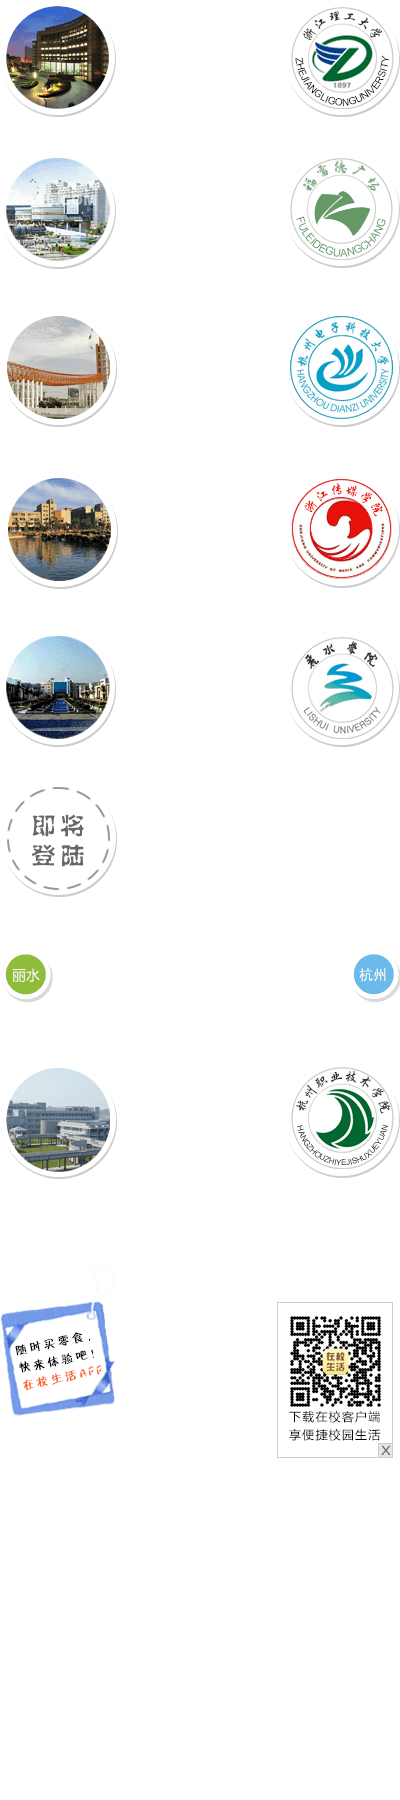 浙江理工大学
ZHEJIANGLIGONGUNIVERSITY
1897
福雷德广场
FULEIDEGUANGCHANG
杭州电子科技大学
HANGZHOU DIANZI UNIVERSITY
浙江传媒学院
ZHEJIANG UNIVERSITY OF MEDIA AND COMMUNICATIONS
丽水学院
LISHUI UNIVERSITY
即将
登陆
丽水
杭州
杭州职业技术学院
HANGZHOUZHIYEJISHUXUEYUAN
随时买零食，
快来体验吧！
在校生活APP
在校
生活
下载在校客户端
享便捷校园生活
X